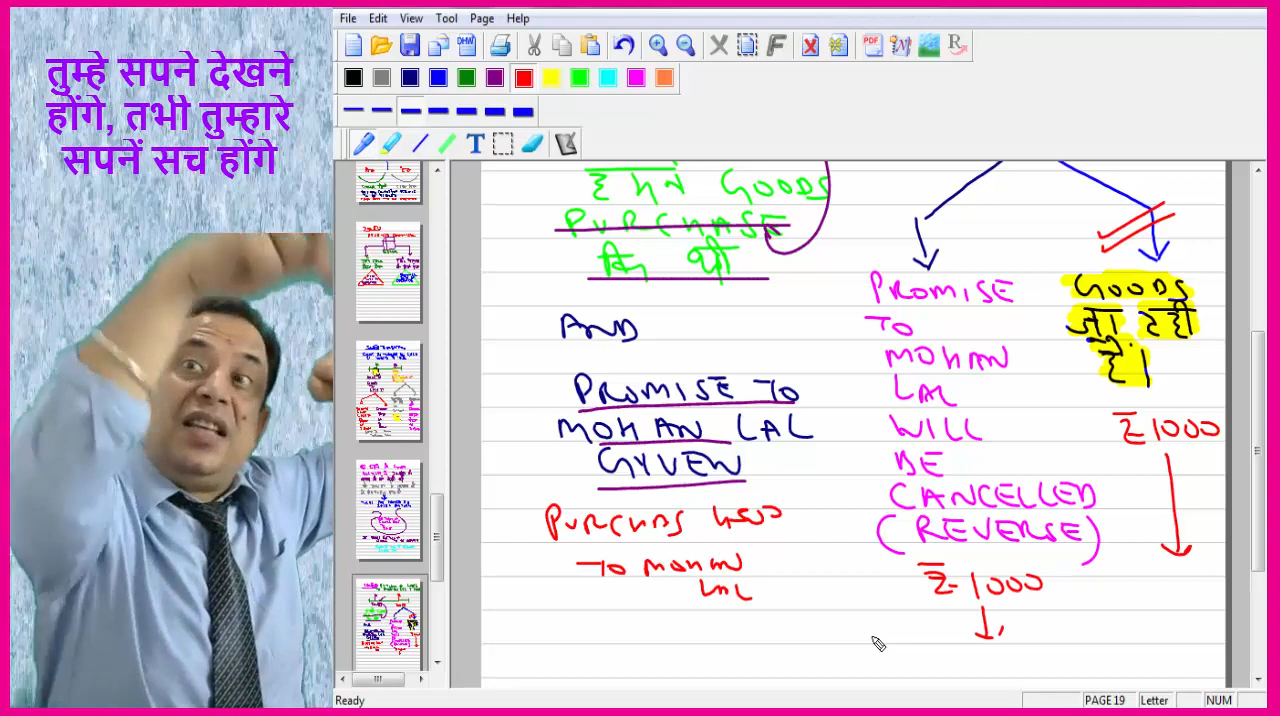 तुम्हे सपने देखने
होंगे, तभी तुम्हारे
सपनें सच होंगे
File Edit View Tool Page Help
DHW
PDF
हमने GOODS
PURCHASE
किए थे
AND
PROMISE TO
MOHAN LAL
GIVEN
TO MOHAN
LAL
PROMISE
TO
MOHAN
LAL
WILL
BE
CANCELLED
(REVERSE)
₹ 1000
GOODS
जा रही
है।
₹ 1000
Ready
PAGE 19 Letter NUM